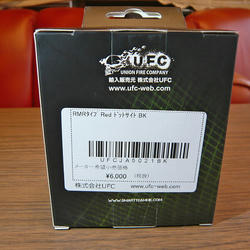 UFC
UNION FIRE COMPANY
輸入販売元 株式会社UFC
www.ufc-web.com
RMRタイプ Red ドットサイト BK
UFCJA5021BK
メーカー希望小売価格
¥6,000 (税抜)
株式会社UFC www.ufc-web.com